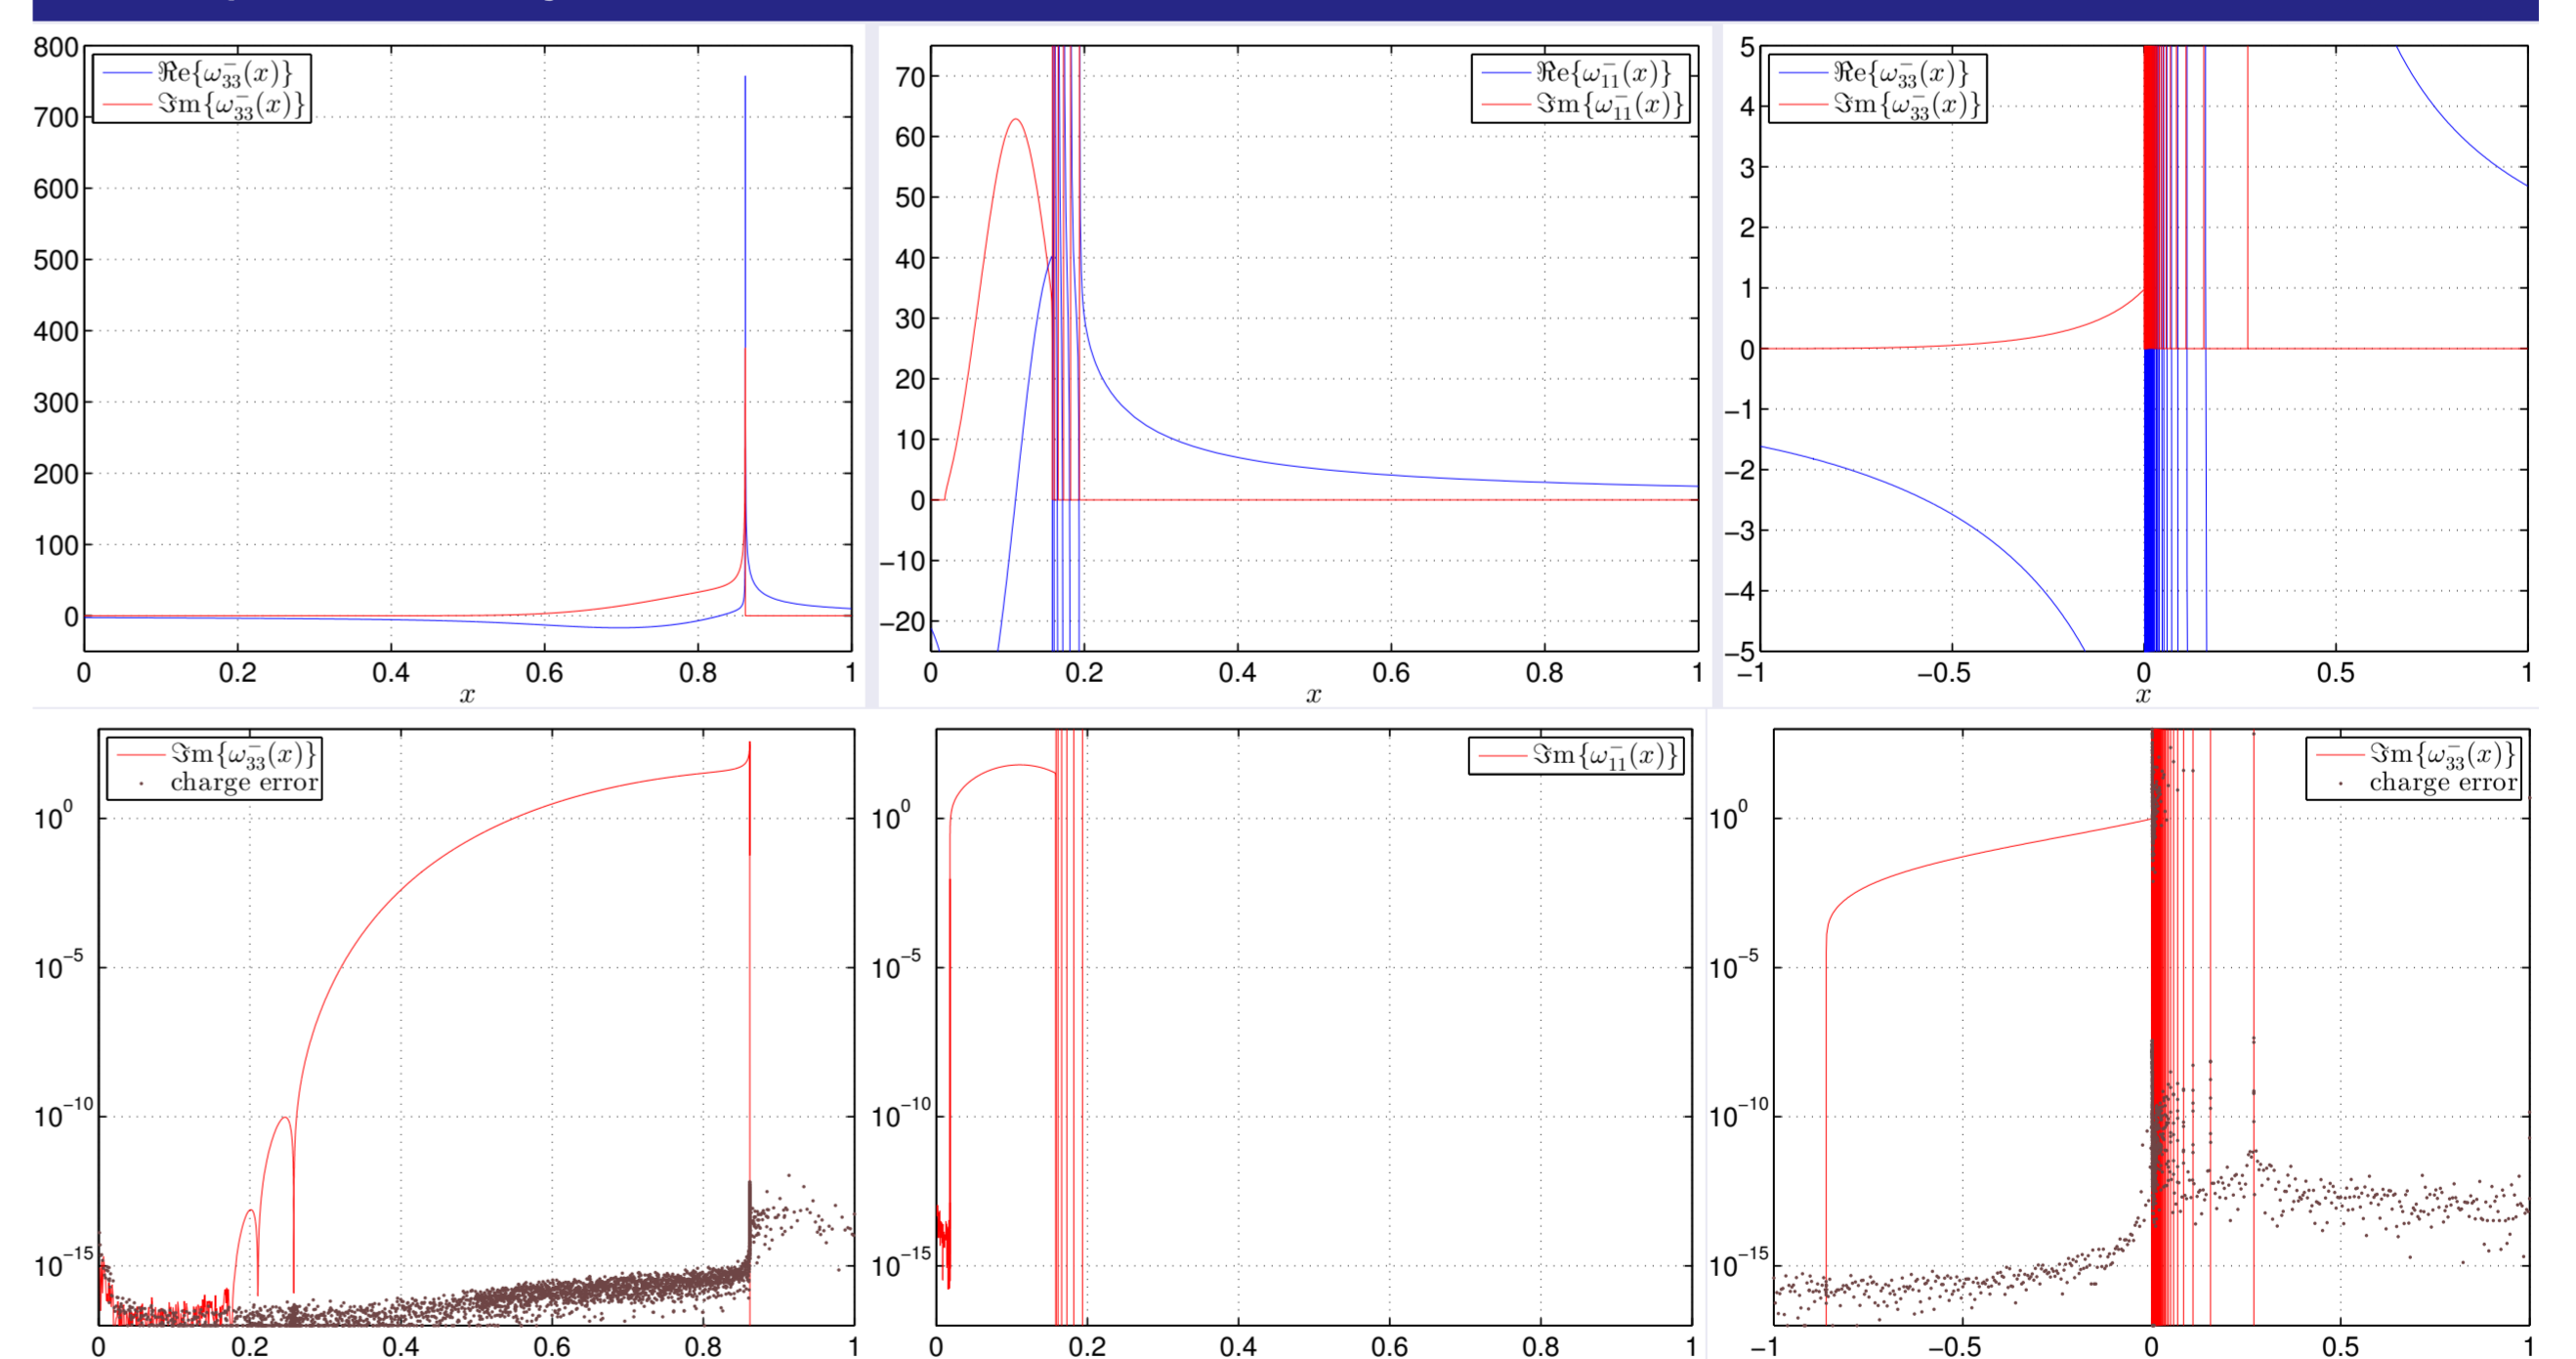 800
700
600
500
400
300
200
100
0
ℜe{ω₃₃⁻(x)}
ℑm{ω₃₃⁻(x)}
0 0.2 0.4 0.6 0.8 1
x
70
60
50
40
30
20
10
0
−10
−20
ℜe{ω₁₁⁻(x)}
ℑm{ω₁₁⁻(x)}
0 0.2 0.4 0.6 0.8 1
x
5
4
3
2
1
0
−1
−2
−3
−4
−5
ℜe{ω₃₃⁻(x)}
ℑm{ω₃₃⁻(x)}
−1 −0.5 0 0.5 1
x
ℑm{ω₃₃⁻(x)}
charge error
10⁰
10⁻⁵
10⁻¹⁰
10⁻¹⁵
0 0.2 0.4 0.6 0.8 1
ℑm{ω₁₁⁻(x)}
10⁰
10⁻⁵
10⁻¹⁰
10⁻¹⁵
0 0.2 0.4 0.6 0.8 1
ℑm{ω₃₃⁻(x)}
charge error
10⁰
10⁻⁵
10⁻¹⁰
10⁻¹⁵
−1 −0.5 0 0.5 1